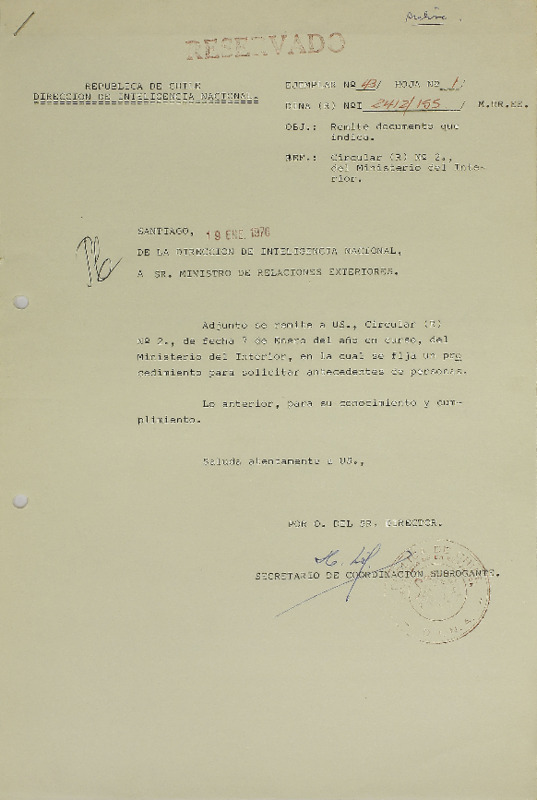 RESERVADO
REPUBLICA DE CHILE
DIRECCION DE INTELIGENCIA NACIONAL.
EJEMPLAR Nº 43/ HOJA Nº 1/
DINA (R) Nº 2412/155 / M.RR.EE.
OBJ.: Remite documento que
indica.
REF.: Circular (R) Nº 2.,
del Ministerio del Inte-
rior.
SANTIAGO, 19 ENE. 1976
DE LA DIRECCION DE INTELIGENCIA NACIONAL,
A SR. MINISTRO DE RELACIONES EXTERIORES.
Adjunto se remite a US., Circular (R)
Nº 2., de fecha 7 de Enero del año en curso, del
Ministerio del Interior, en la cual se fija un pro
cedimiento para solicitar antecedentes de personas.
Lo anterior, para su conocimiento y cum-
plimiento.
Saluda atentamente a US.,
POR O. DEL SR. DIRECTOR.
SECRETARIO DE COORDINACION SUBROGANTE.